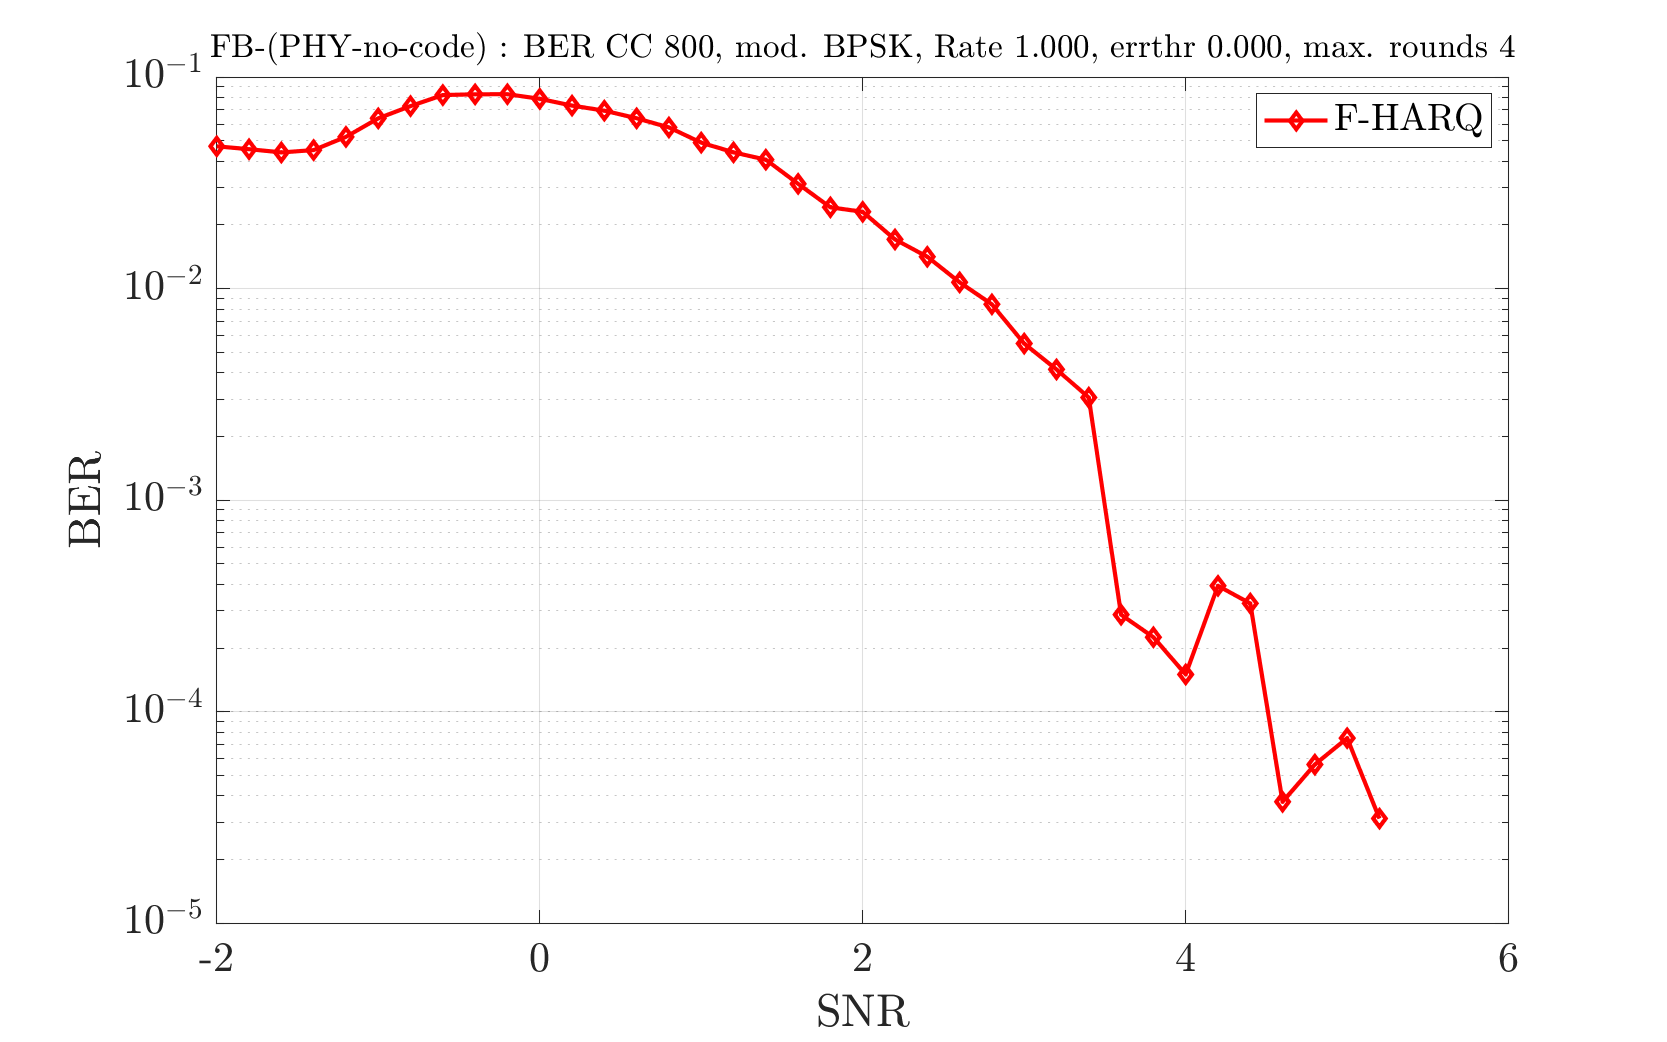 FB-(PHY-no-code) : BER CC 800, mod. BPSK, Rate 1.000, errthr 0.000, max. rounds 4
F-HARQ
10⁻¹
10⁻²
10⁻³
10⁻⁴
10⁻⁵
BER
-2 0 2 4 6
SNR